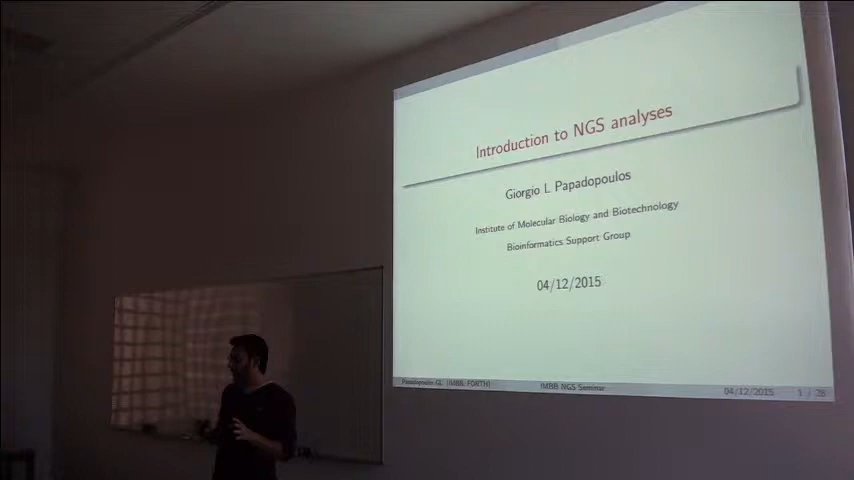 Introduction to NGS analyses
Giorgio L Papadopoulos
Institute of Molecular Biology and Biotechnology
Bioinformatics Support Group
04/12/2015
Papadopoulos GL (IMBB-FORTH)
IMBB NGS Seminar
04/12/2015
1 / 26